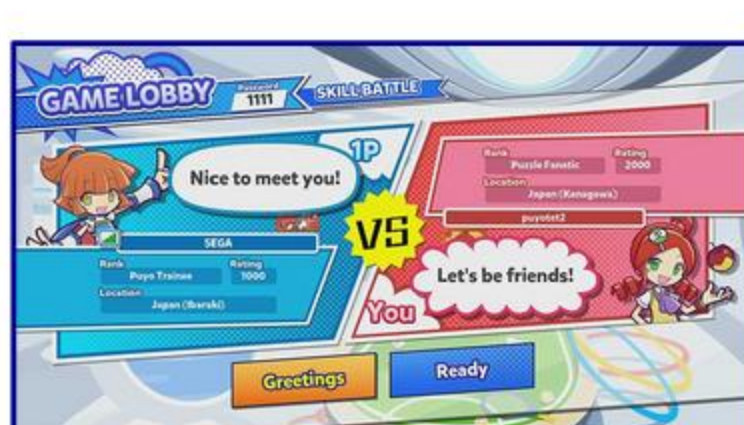 GAME LOBBY
Password
1111
SKILL BATTLE
1P
Nice to meet you!
SEGA
Rank
Puyo Trainee
Rating
1000
Location
Japan (Ibaraki)
VS
Rank
Puzzle Fanatic
Rating
2000
Location
Japan (Kanagawa)
puyotet2
Let's be friends!
You
Greetings
Ready